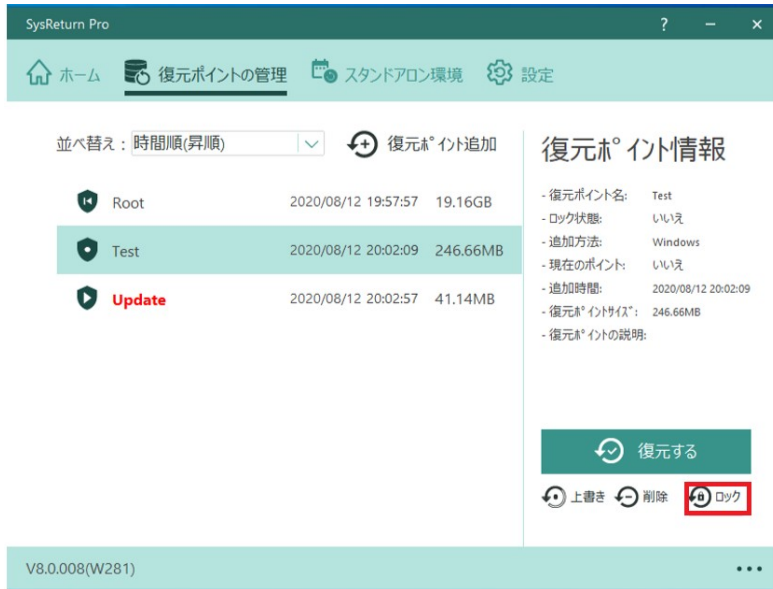 SysReturn Pro
ホーム 復元ポイントの管理 スタンドアロン環境 設定
並べ替え : 時間順(昇順) 復元ﾎﾟｲﾝﾄ追加
Root 2020/08/12 19:57:57 19.16GB
Test 2020/08/12 20:02:09 246.66MB
Update 2020/08/12 20:02:57 41.14MB
復元ﾎﾟｲﾝﾄ情報
- 復元ポイント名: Test
- ロック状態: いいえ
- 追加方法: Windows
- 現在のポイント: いいえ
- 追加時間: 2020/08/12 20:02:09
- 復元ﾎﾟｲﾝﾄｻｲｽﾞ: 246.66MB
- 復元ﾎﾟｲﾝﾄの説明:
復元する
上書き 削除 ロック
V8.0.008(W281)